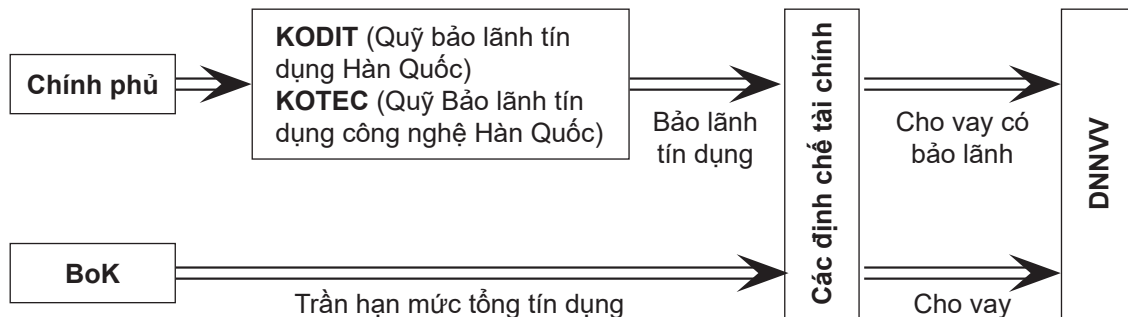 Chính phủ
KODIT (Quỹ bảo lãnh tín
dụng Hàn Quốc)
KOTEC (Quỹ Bảo lãnh tín
dụng công nghệ Hàn Quốc)
Bảo lãnh
tín dụng
Các định chế tài chính
Cho vay có
bảo lãnh
DNNVV
BoK
Trần hạn mức tổng tín dụng
Cho vay